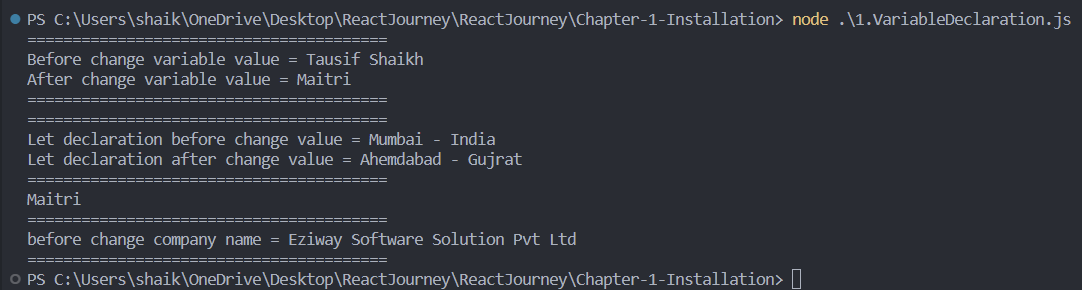 PS C:\Users\shaik\OneDrive\Desktop\ReactJourney\ReactJourney\Chapter-1-Installation> node .\1.VariableDeclaration.js
========================================
Before change variable value = Tausif Shaikh
After change variable value = Maitri
========================================
========================================
Let declaration before change value = Mumbai - India
Let declaration after change value = Ahemdabad - Gujrat
========================================
Maitri
========================================
before change company name = Eziway Software Solution Pvt Ltd
========================================
PS C:\Users\shaik\OneDrive\Desktop\ReactJourney\ReactJourney\Chapter-1-Installation>